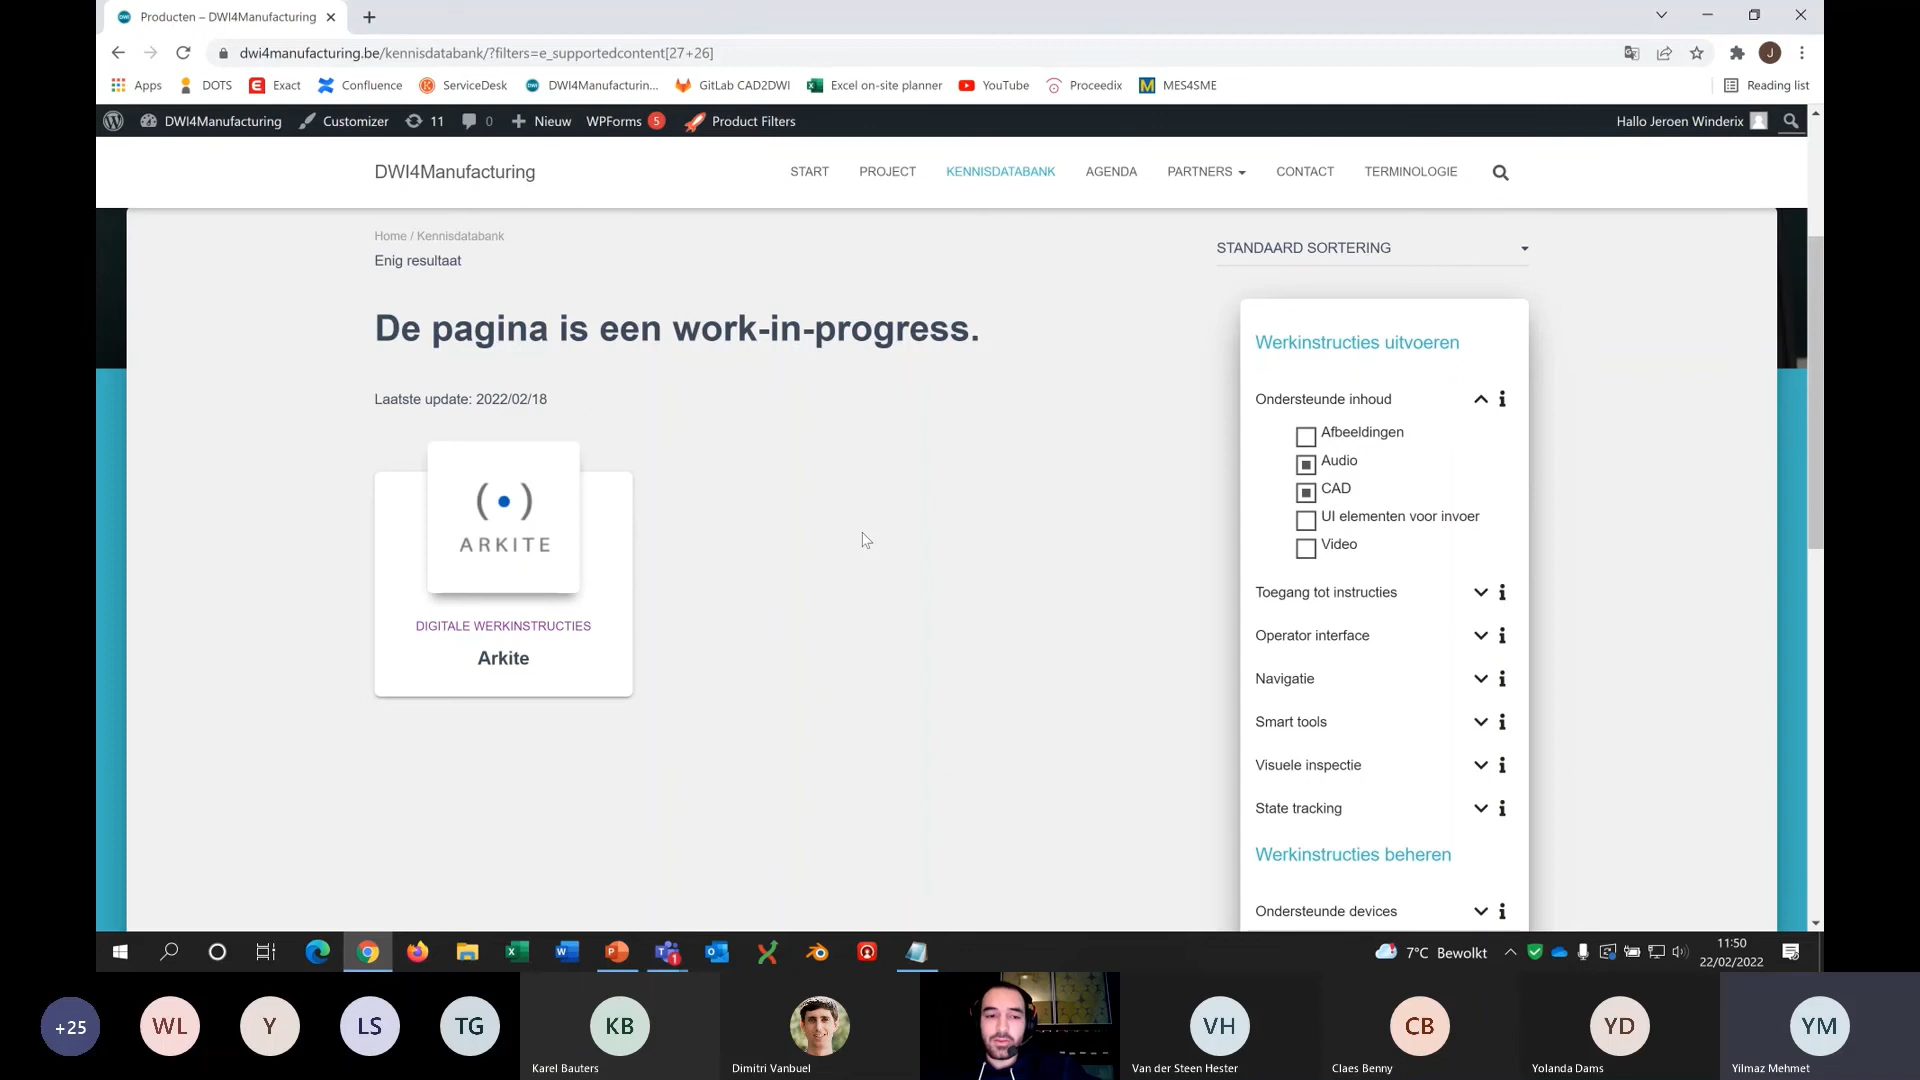 Producten – DWI4Manufacturing
dwi4manufacturing.be/kennisdatabank/?filters=e_supportedcontent[27+26]
J
Apps
DOTS
Exact
Confluence
ServiceDesk
DWI4Manufacturin...
GitLab CAD2DWI
Excel on-site planner
YouTube
Proceedix
MES4SME
Reading list
DWI4Manufacturing
Customizer
11
0
Nieuw
WPForms 5
Product Filters
Hallo Jeroen Winderix
DWI4Manufacturing
START
PROJECT
KENNISDATABANK
AGENDA
PARTNERS
CONTACT
TERMINOLOGIE
Home / Kennisdatabank
Enig resultaat
STANDAARD SORTERING
De pagina is een work-in-progress.
Laatste update: 2022/02/18
ARKITE
DIGITALE WERKINSTRUCTIES
Arkite
Werkinstructies uitvoeren
Ondersteunde inhoud
Afbeeldingen
Audio
CAD
UI elementen voor invoer
Video
Toegang tot instructies
Operator interface
Navigatie
Smart tools
Visuele inspectie
State tracking
Werkinstructies beheren
Ondersteunde devices
7°C Bewolkt
11:50
22/02/2022
+25
WL
Y
LS
TG
KB
Karel Bauters
Dimitri Vanbuel
VH
Van der Steen Hester
CB
Claes Benny
YD
Yolanda Dams
YM
Yilmaz Mehmet